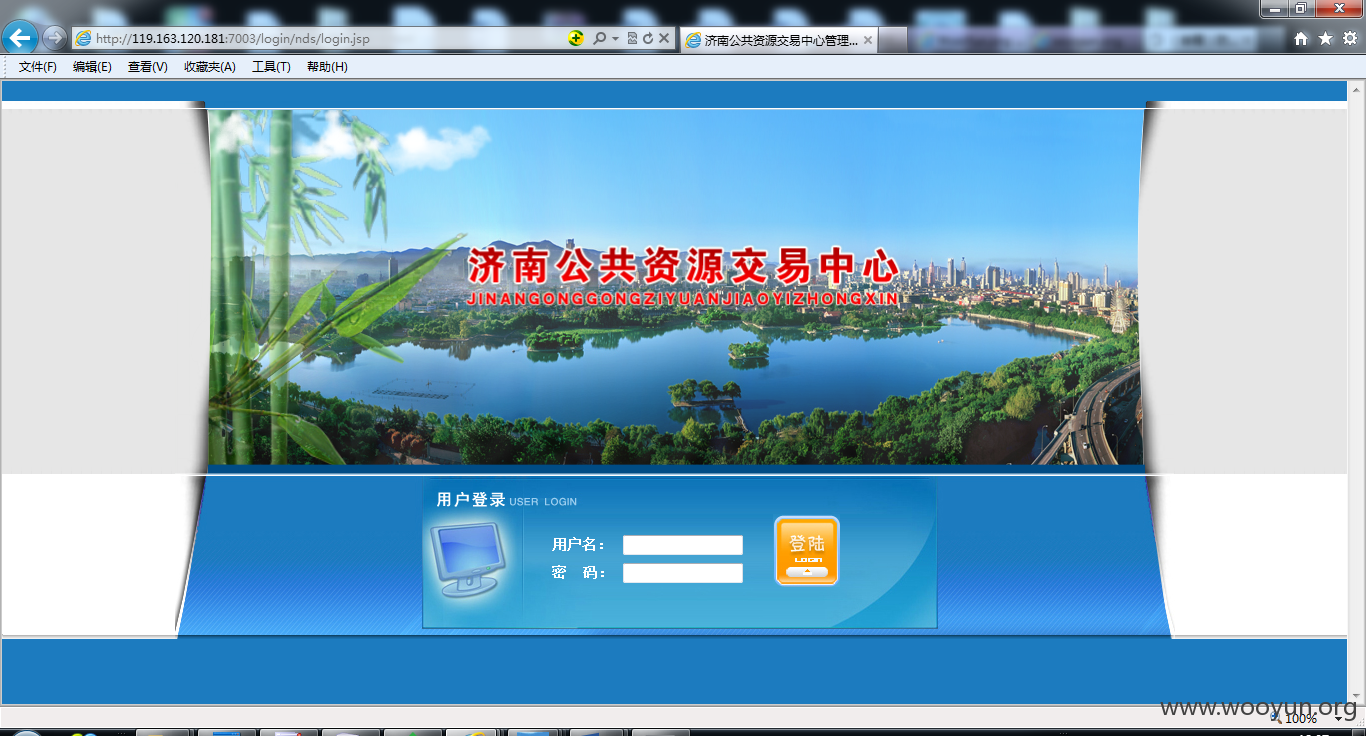 http://119.163.120.181:7003/login/nds/login.jsp
济南公共资源交易中心管理...
文件(F) 编辑(E) 查看(V) 收藏夹(A) 工具(T) 帮助(H)
济南公共资源交易中心
JINANGONGGONGZIYUANJIAOYIZHONGXIN
用户登录 USER LOGIN
用户名：
密 码：
登陆
LOGIN
www.wooyun.org
100%